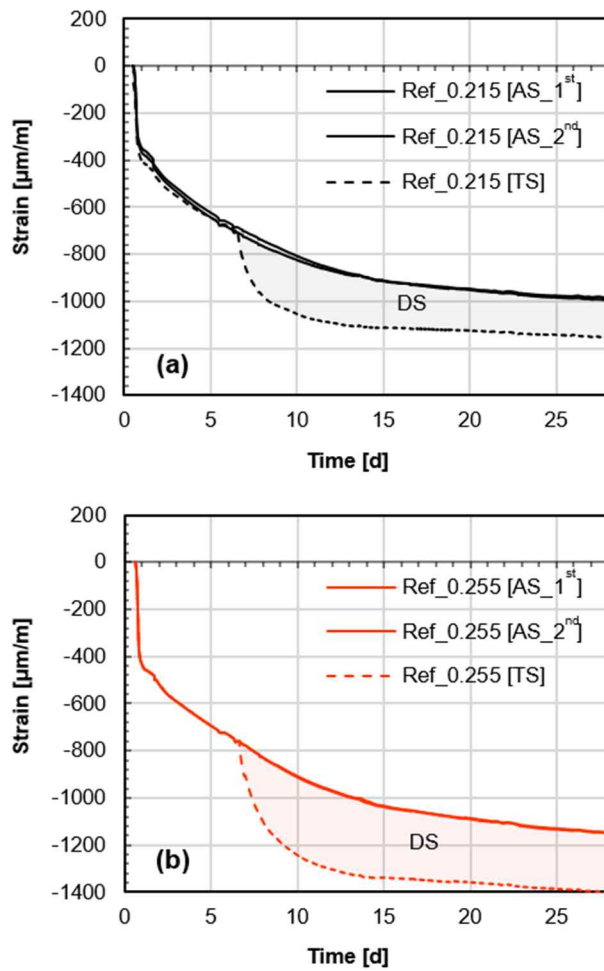 200
0
-200
-400
-600
-800
-1000
-1200
-1400
Strain [µm/m]
Ref_0.215 [AS_1st]
Ref_0.215 [AS_2nd]
Ref_0.215 [TS]
DS
(a)
0 5 10 15 20 25
Time [d]
200
0
-200
-400
-600
-800
-1000
-1200
-1400
Strain [µm/m]
Ref_0.255 [AS_1st]
Ref_0.255 [AS_2nd]
Ref_0.255 [TS]
DS
(b)
0 5 10 15 20 25
Time [d]